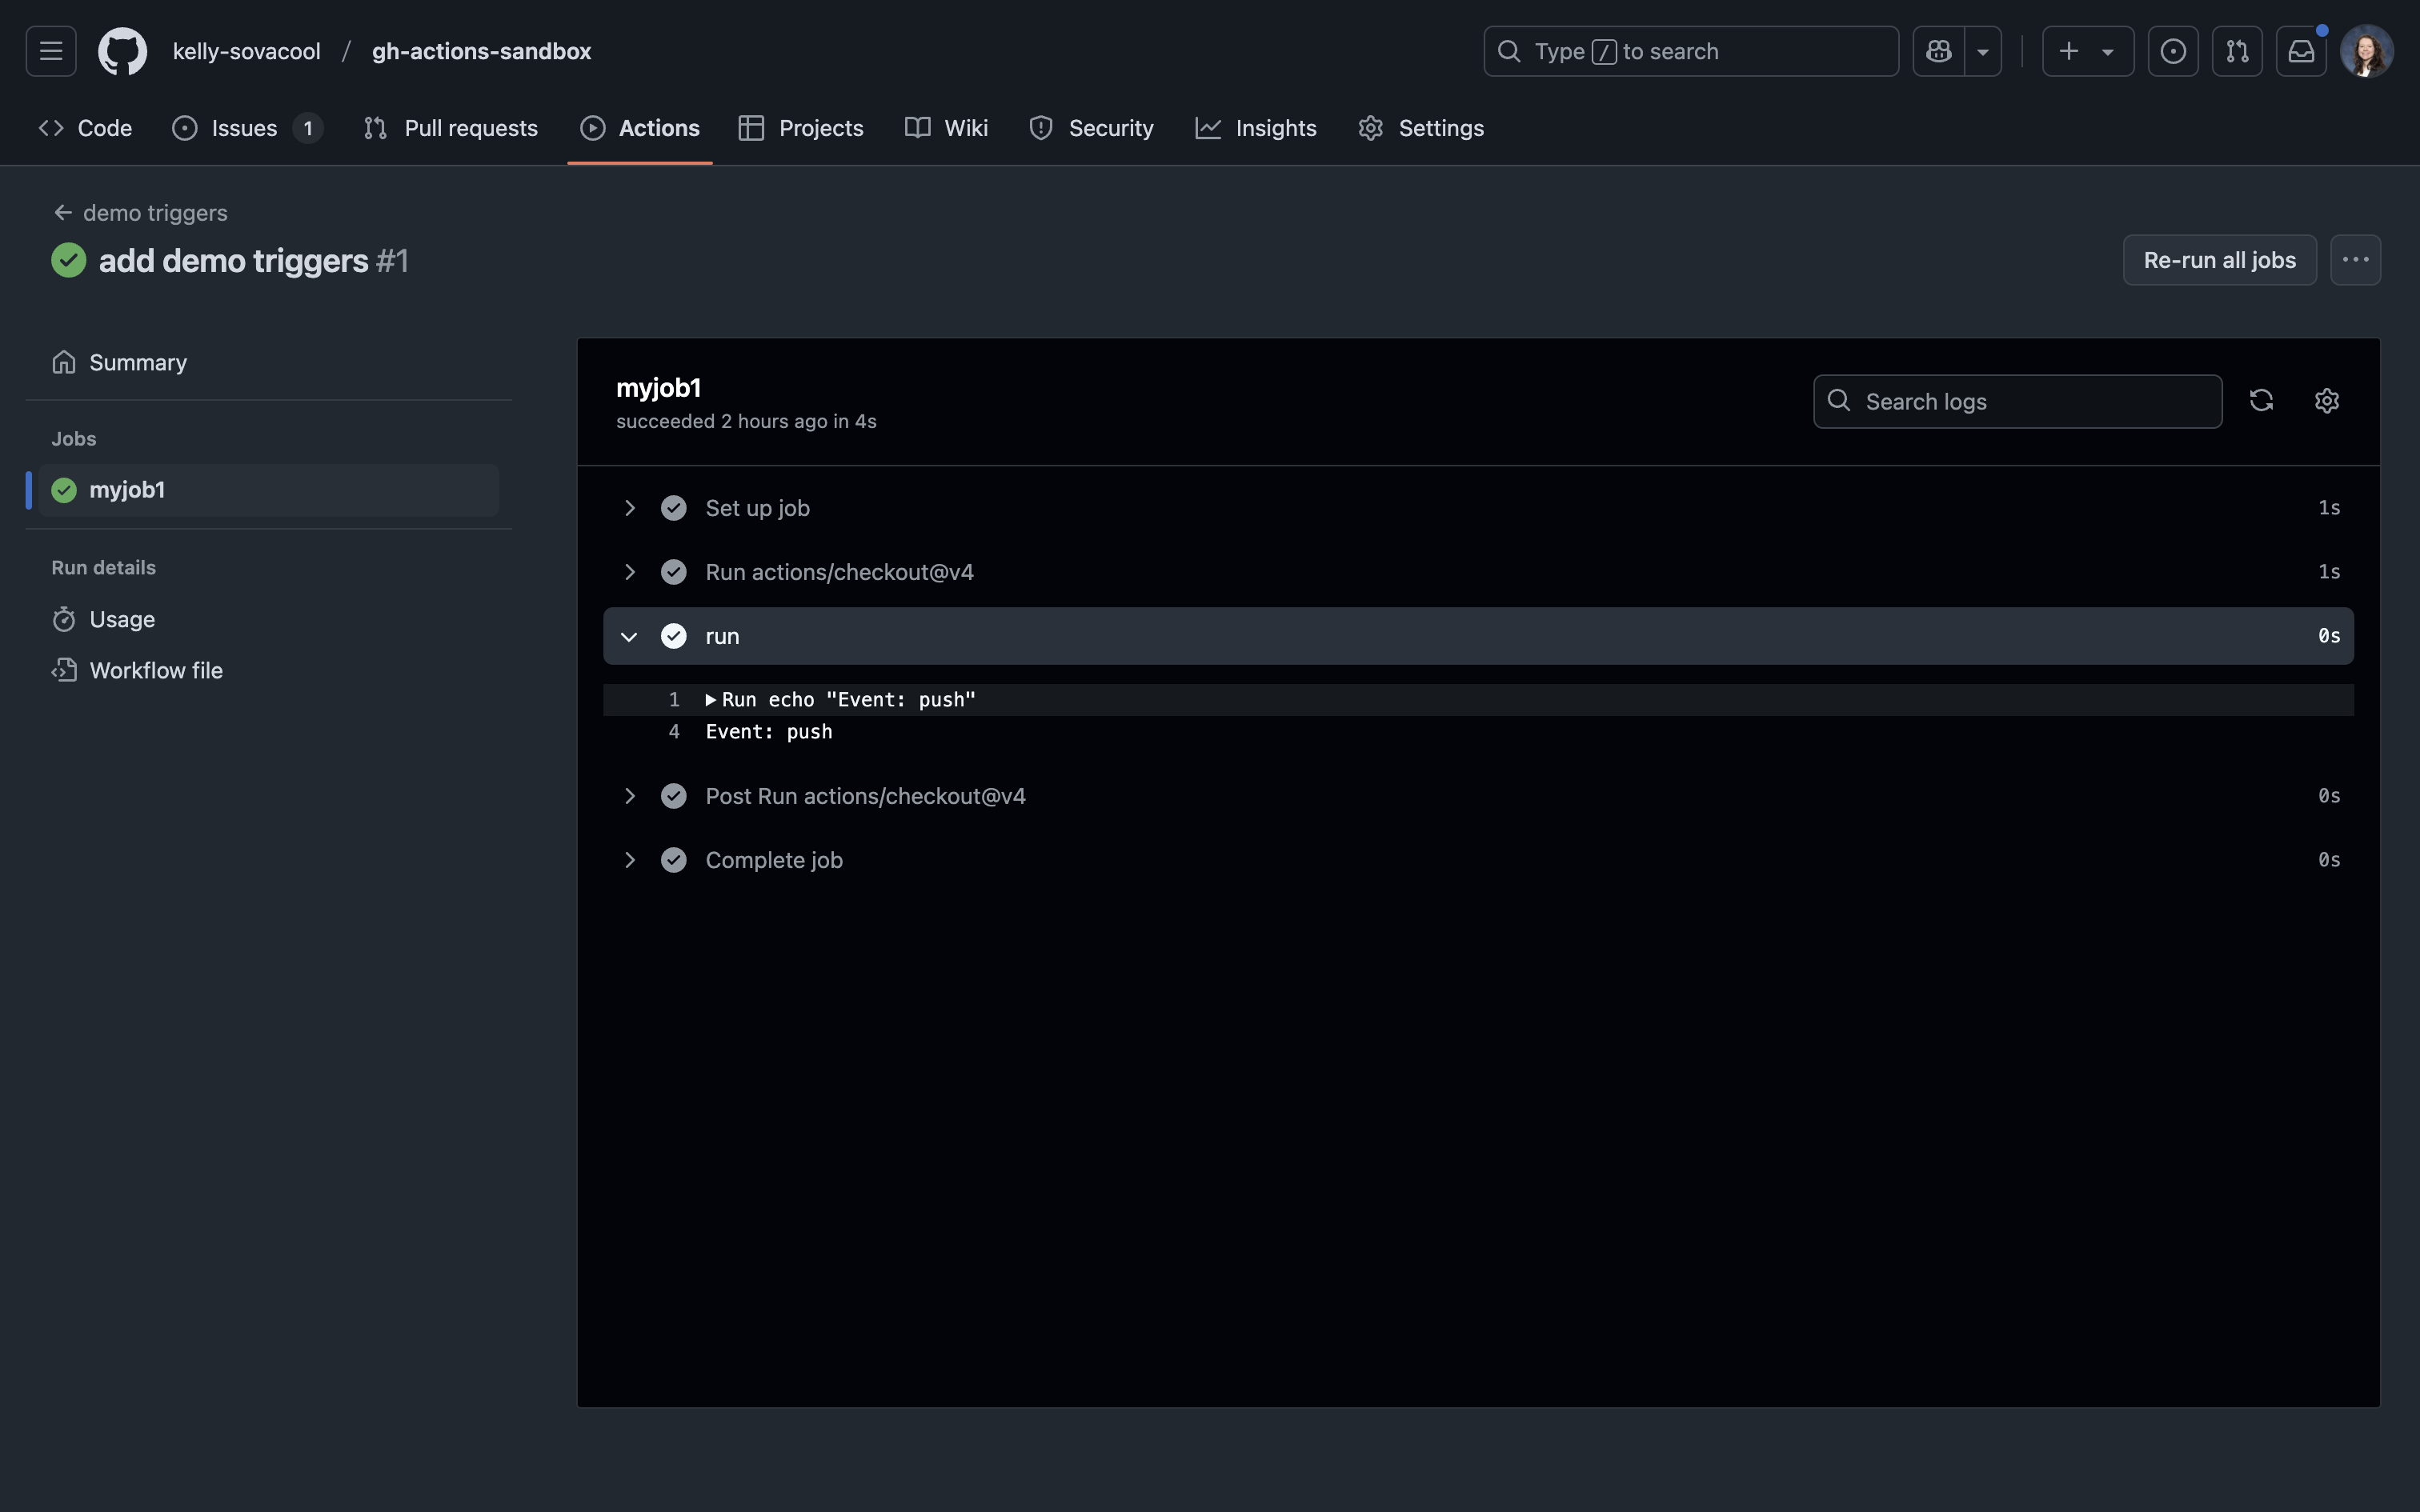 kelly-sovacool / gh-actions-sandbox
Type / to search
Code
Issues 1
Pull requests
Actions
Projects
Wiki
Security
Insights
Settings
demo triggers
add demo triggers #1
Re-run all jobs
Summary
Jobs
myjob1
Run details
Usage
Workflow file
myjob1
succeeded 2 hours ago in 4s
Search logs
Set up job 1s
Run actions/checkout@v4 1s
run 0s
1 Run echo "Event: push"
4 Event: push
Post Run actions/checkout@v4 0s
Complete job 0s